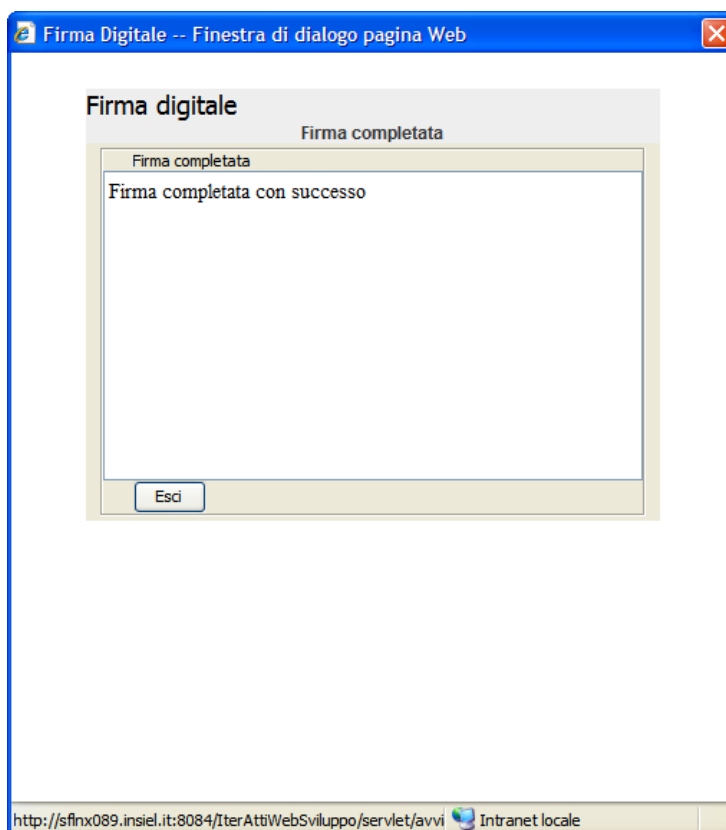 Firma Digitale -- Finestra di dialogo pagina Web
Firma digitale
Firma completata
Firma completata
Firma completata con successo
Esci
http://sflnx089.insiel.it:8084/IterAttiWebSviluppo/servlet/avvi Intranet locale